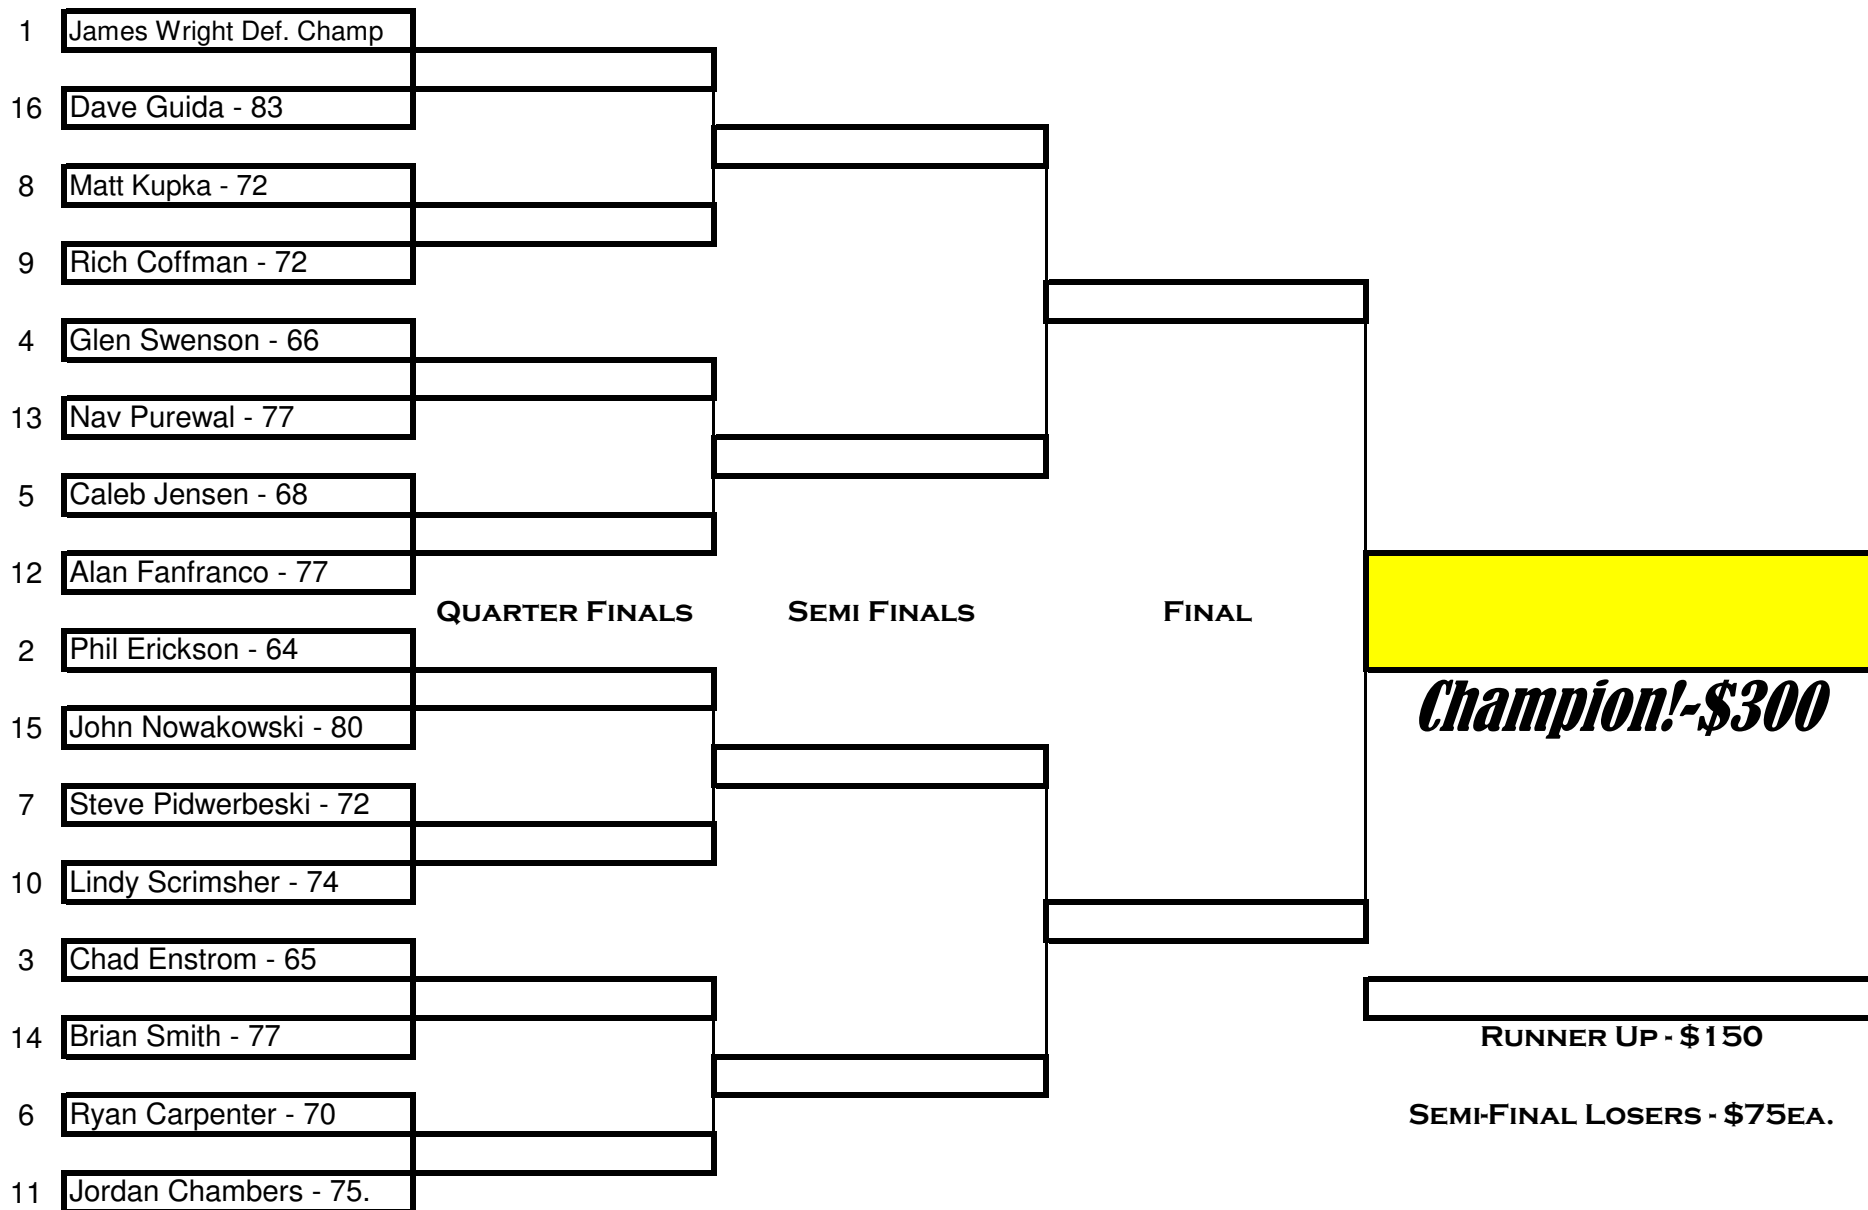 1 James Wright Def. Champ
16 Dave Guida - 83
8 Matt Kupka - 72
9 Rich Coffman - 72
4 Glen Swenson - 66
13 Nav Purewal - 77
5 Caleb Jensen - 68
12 Alan Fanfranco - 77
QUARTER FINALS SEMI FINALS FINAL
2 Phil Erickson - 64
Champion!-$300
15 John Nowakowski - 80
7 Steve Pidwerbeski - 72
10 Lindy Scrimsher - 74
3 Chad Enstrom - 65
14 Brian Smith - 77
RUNNER UP - $150
6 Ryan Carpenter - 70
SEMI-FINAL LOSERS - $75EA.
11 Jordan Chambers - 75.